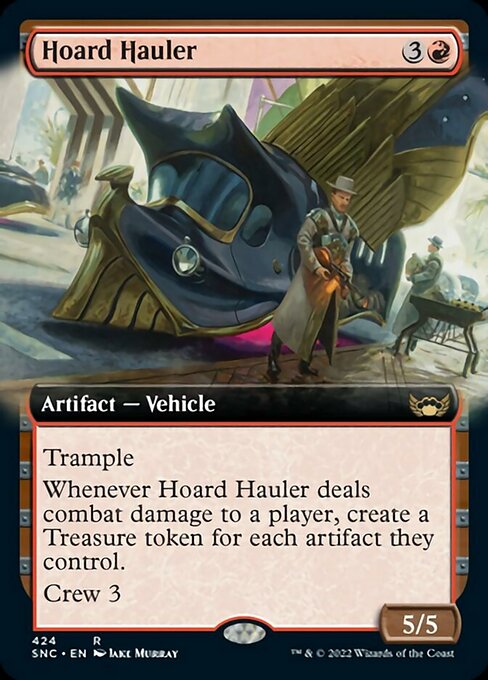 Hoard Hauler 3
Artifact — Vehicle
Trample
Whenever Hoard Hauler deals
combat damage to a player, create a
Treasure token for each artifact they
control.
Crew 3
5/5
424 R
SNC • EN Jake Murray
™ & © 2022 Wizards of the Coast